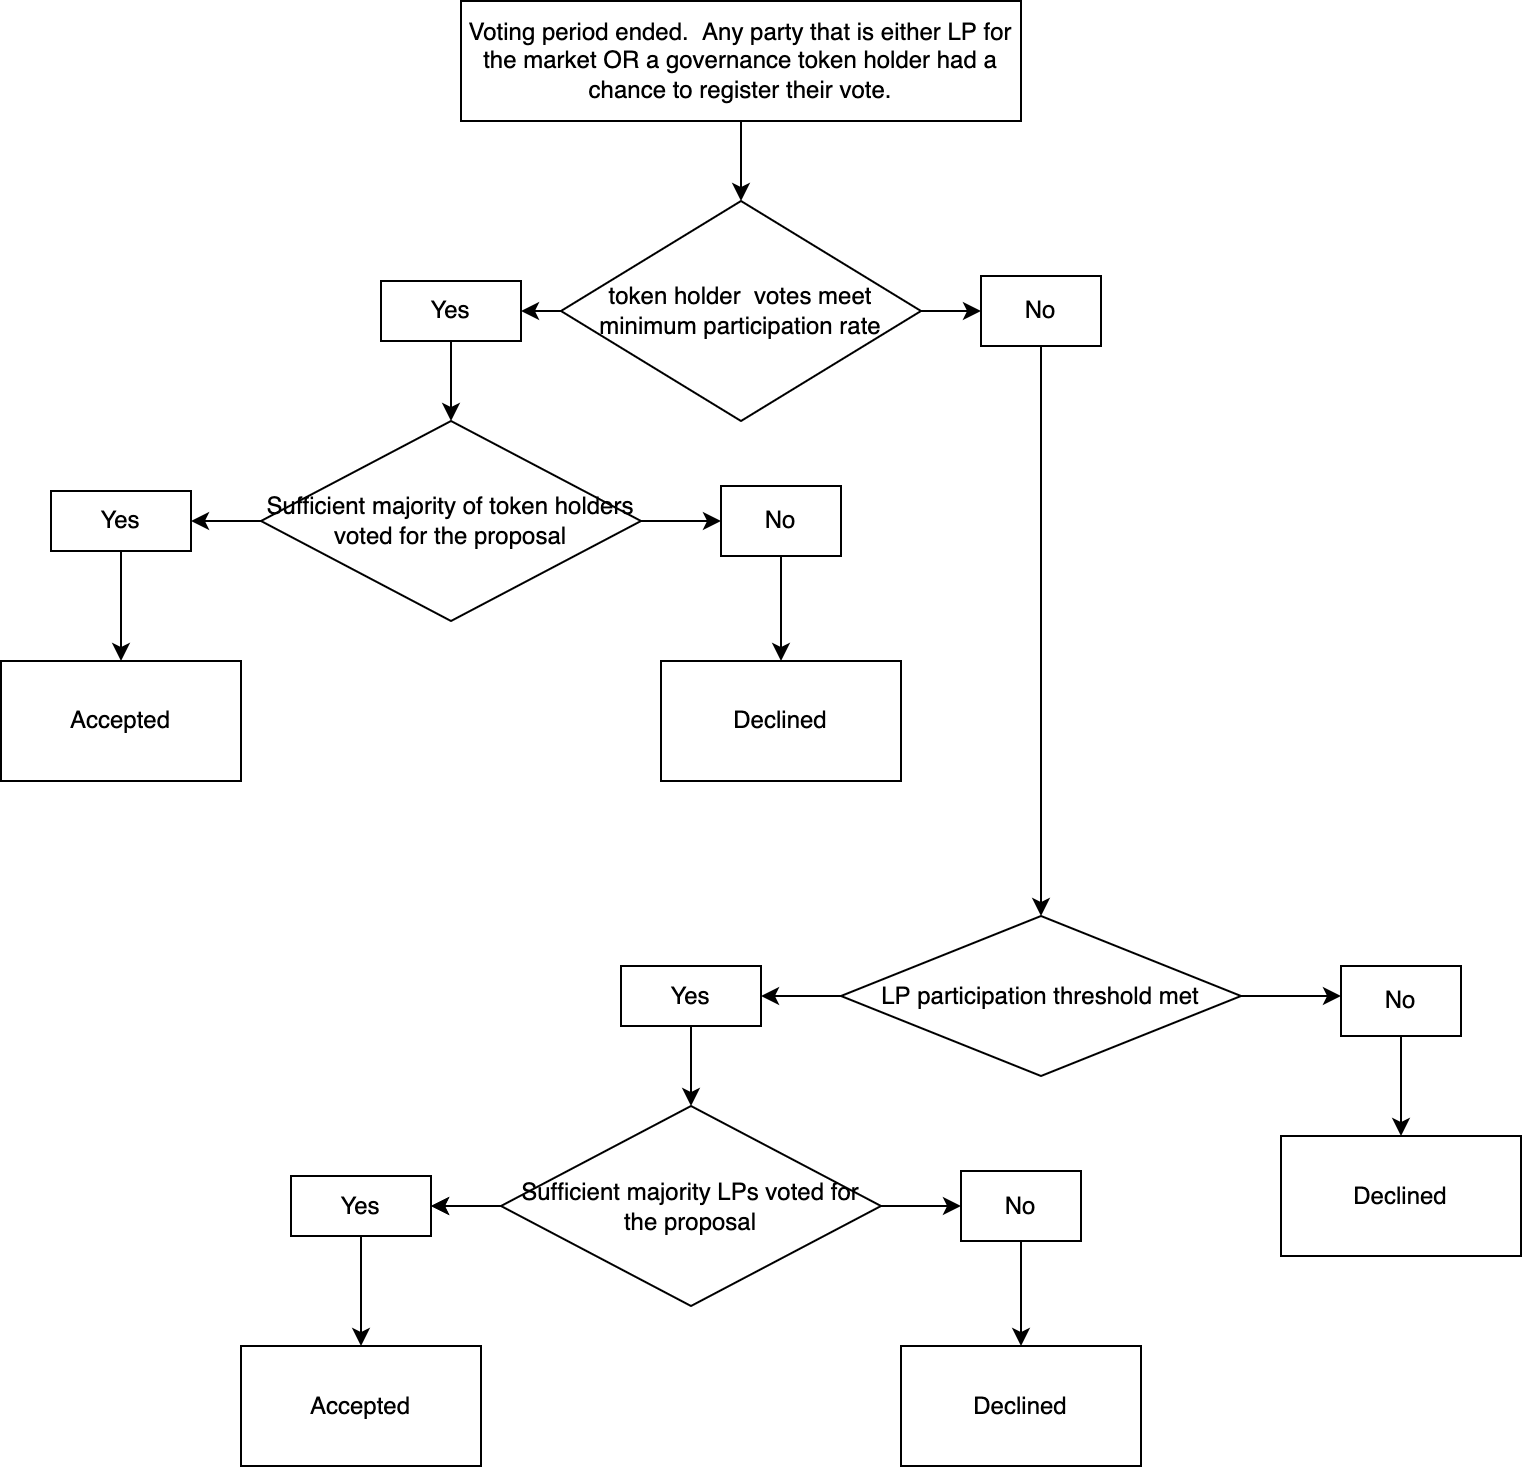 Voting period ended.  Any party that is either LP for
the market OR a governance token holder had a
chance to register their vote.
token holder  votes meet
minimum participation rate
Yes
No
Sufficient majority of token holders
voted for the proposal
Yes
No
Accepted
Declined
LP participation threshold met
Yes
No
Sufficient majority LPs voted for
the proposal
Yes
No
Declined
Accepted
Declined